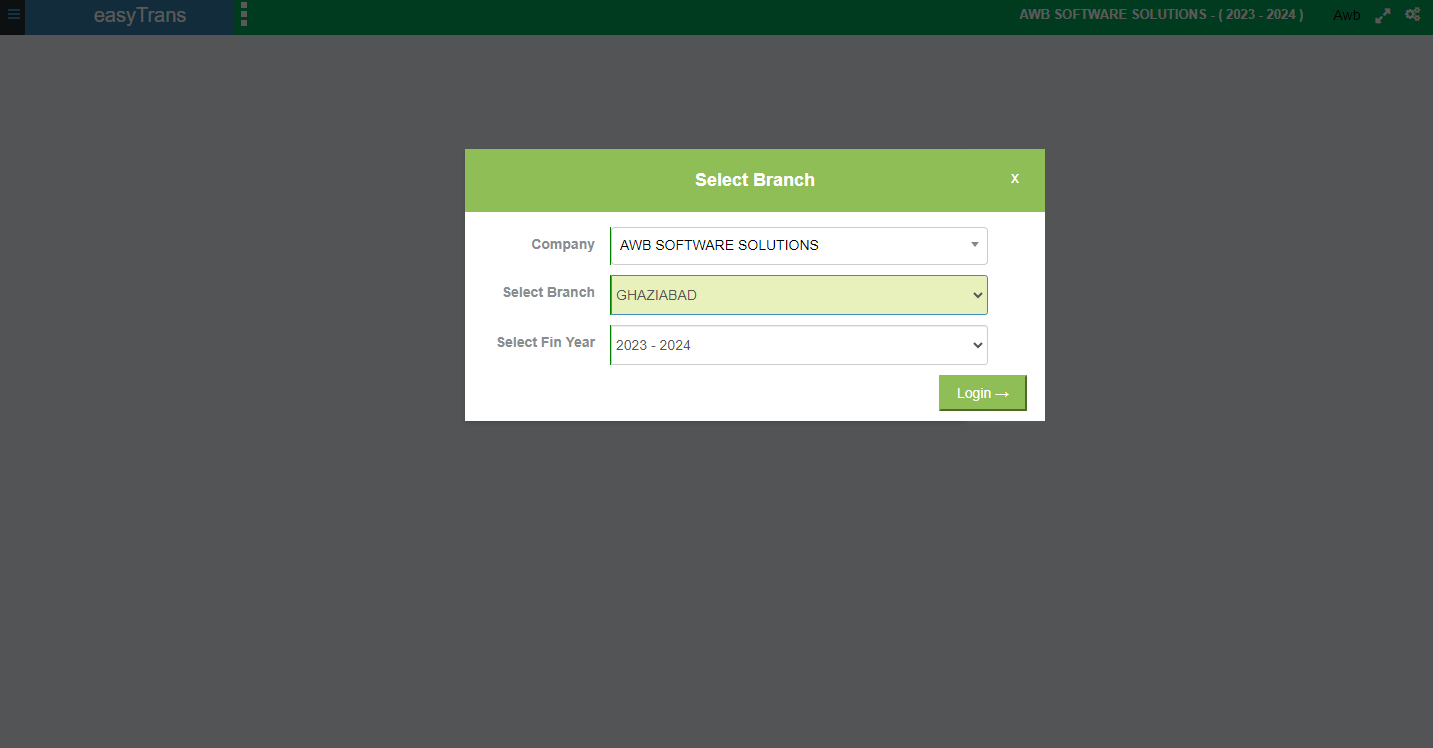 easyTrans
AWB SOFTWARE SOLUTIONS - ( 2023 - 2024 )
Awb
Select Branch
X
Company
AWB SOFTWARE SOLUTIONS
Select Branch
GHAZIABAD
Select Fin Year
2023 - 2024
Login →